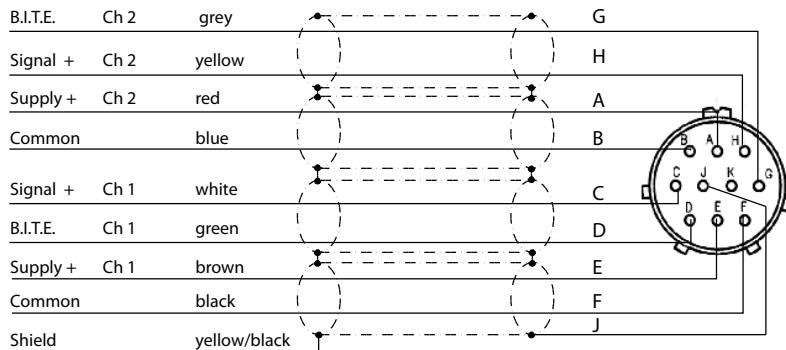 B.I.T.E. Ch 2 grey G
Signal + Ch 2 yellow H
Supply + Ch 2 red A
Common blue B
Signal + Ch 1 white C
B.I.T.E. Ch 1 green D
Supply + Ch 1 brown E
Common black F
Shield yellow/black J
B A H
C J K G
D E F